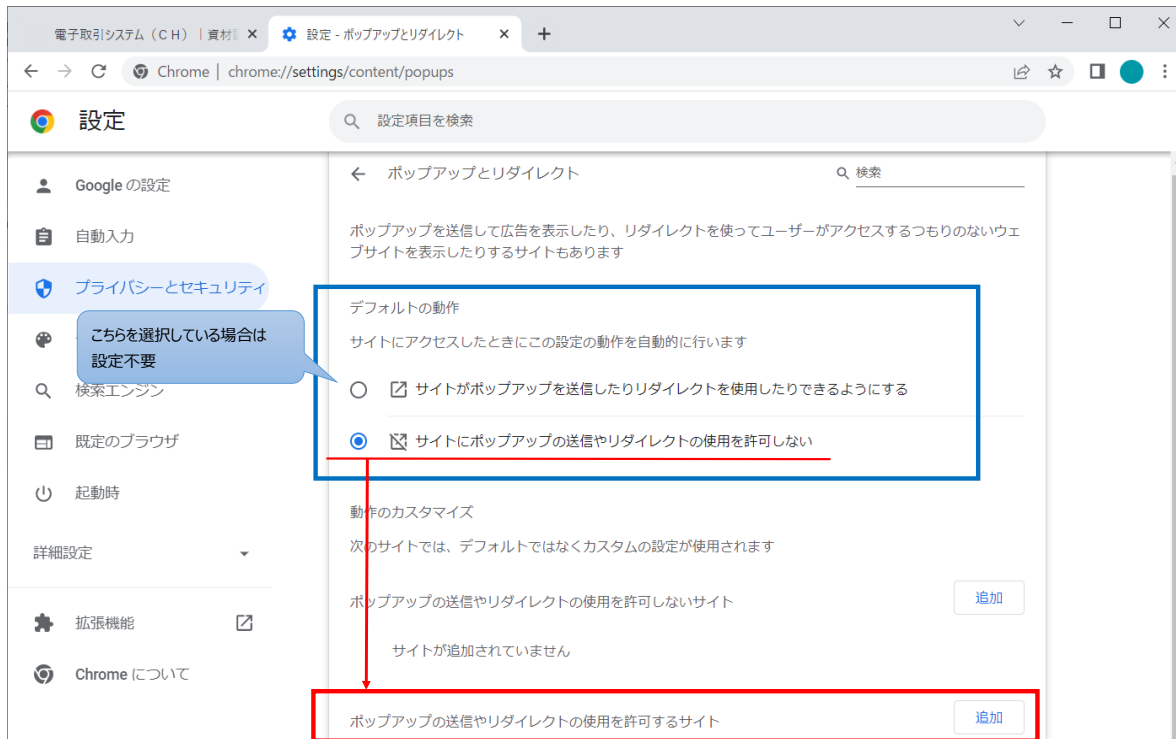 電子取引システム（ＣＨ）｜資材
設定 - ポップアップとリダイレクト
Chrome | chrome://settings/content/popups
設定
設定項目を検索
Google の設定
自動入力
プライバシーとセキュリティ
検索エンジン
既定のブラウザ
起動時
詳細設定
拡張機能
Chrome について
ポップアップとリダイレクト
検索
ポップアップを送信して広告を表示したり、リダイレクトを使ってユーザーがアクセスするつもりのないウェ
ブサイトを表示したりするサイトもあります
デフォルトの動作
サイトにアクセスしたときにこの設定の動作を自動的に行います
こちらを選択している場合は
設定不要
サイトがポップアップを送信したりリダイレクトを使用したりできるようにする
サイトにポップアップの送信やリダイレクトの使用を許可しない
動作のカスタマイズ
次のサイトでは、デフォルトではなくカスタムの設定が使用されます
ポップアップの送信やリダイレクトの使用を許可しないサイト
追加
サイトが追加されていません
ポップアップの送信やリダイレクトの使用を許可するサイト
追加